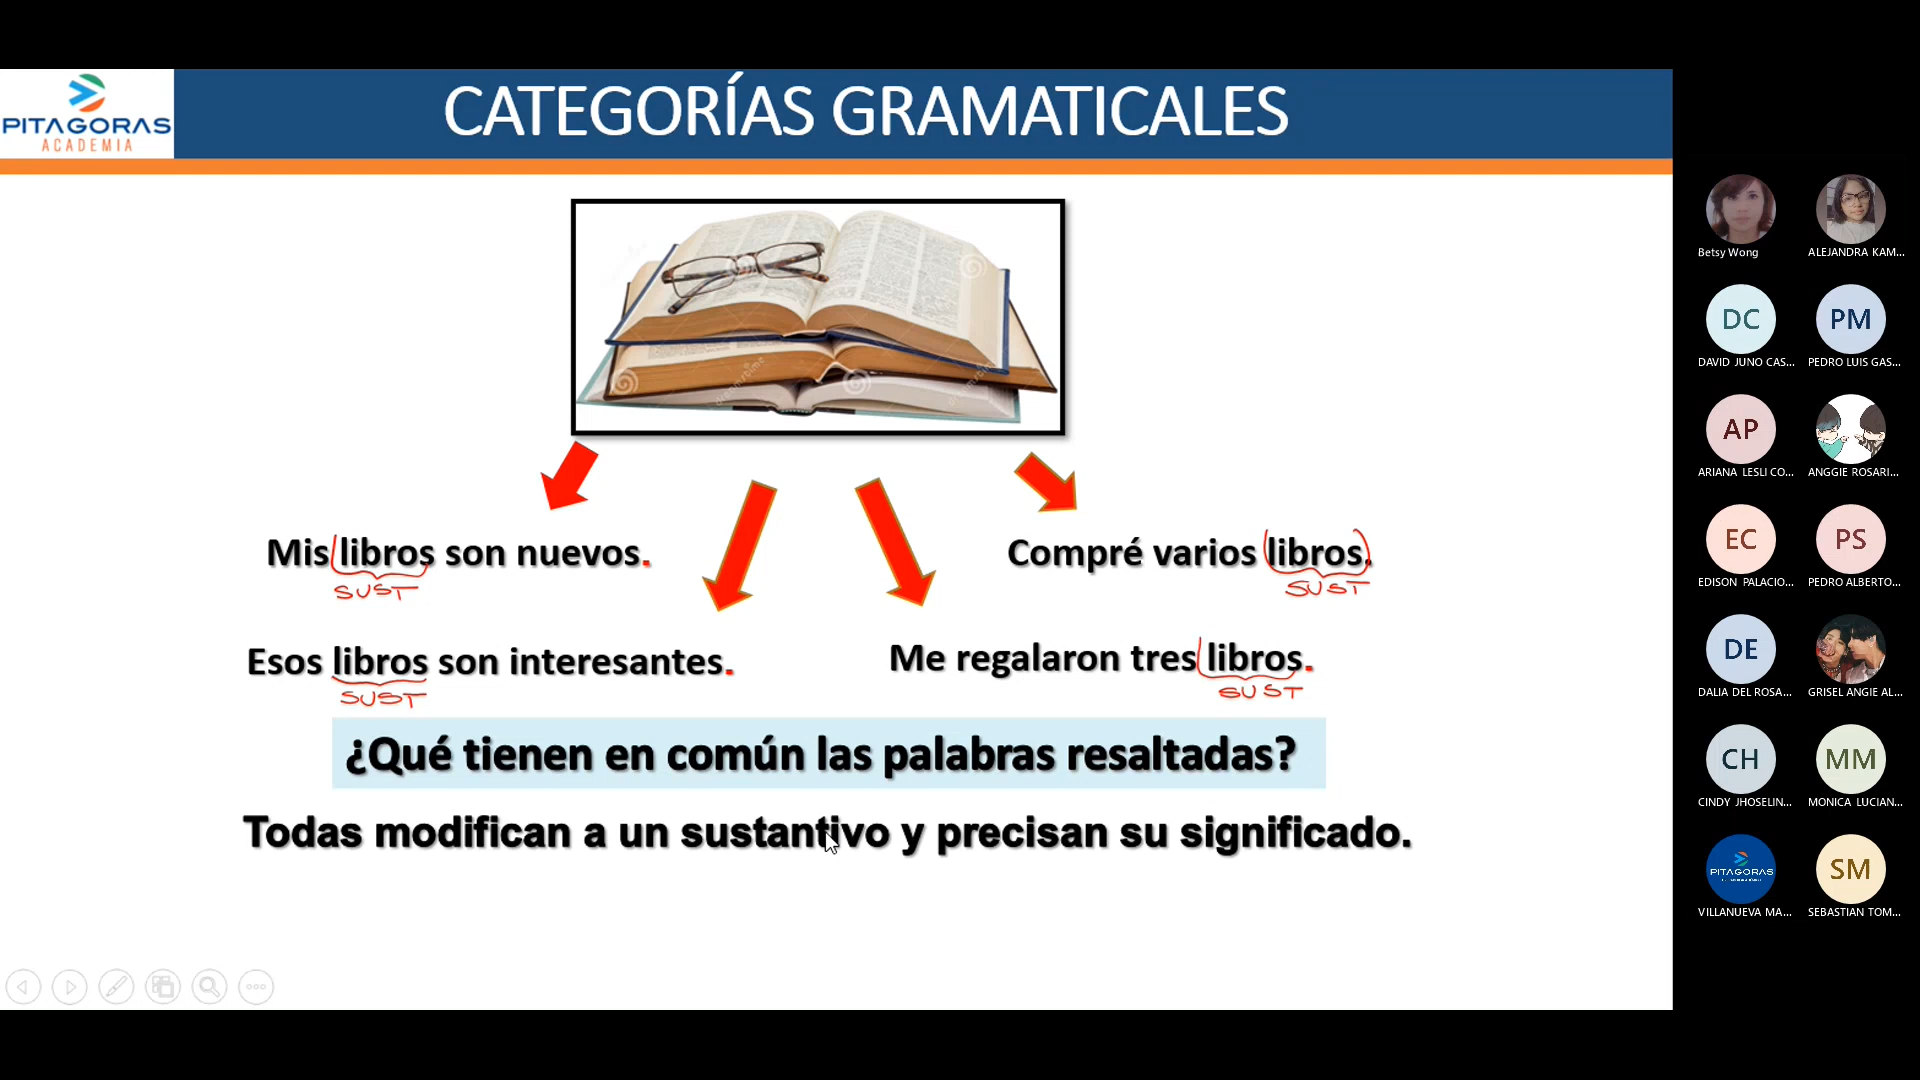 PITAGORAS
ACADEMIA
CATEGORÍAS GRAMATICALES
Mis libros son nuevos.
SUST
Compré varios libros.
SUST
Esos libros son interesantes.
SUST
Me regalaron tres libros.
SUST
¿Qué tienen en común las palabras resaltadas?
Todas modifican a un sustantivo y precisan su significado.
Betsy Wong
ALEJANDRA KAM...
DC
PM
DAVID JUNO CAS...
PEDRO LUIS GAS...
AP
ARIANA LESLI CO...
ANGGIE ROSARI...
EC
PS
EDISON PALACIO...
PEDRO ALBERTO...
DE
DALIA DEL ROSA...
GRISEL ANGIE AL...
CH
MM
CINDY JHOSELIN...
MONICA LUCIAN...
PITAGORAS
SM
VILLANUEVA MA...
SEBASTIAN TOM...